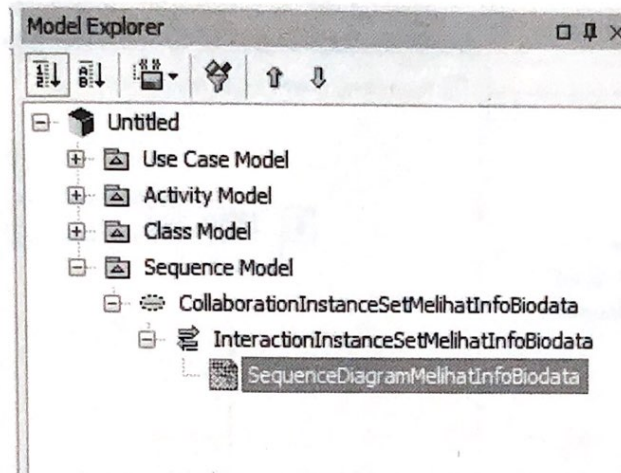 Model Explorer
Untitled
Use Case Model
Activity Model
Class Model
Sequence Model
CollaborationInstanceSetMelihatInfoBiodata
InteractionInstanceSetMelihatInfoBiodata
SequenceDiagramMelihatInfoBiodata